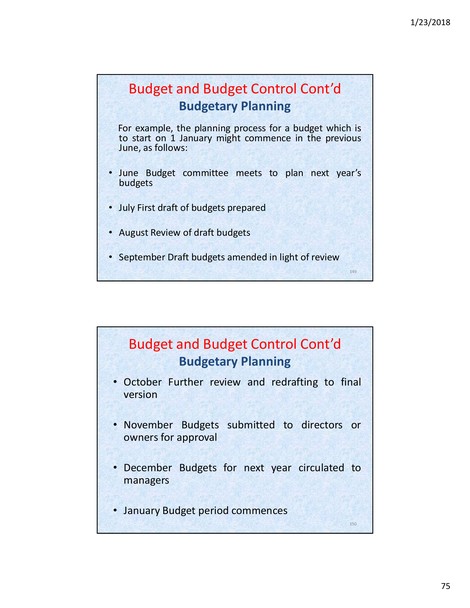 1/23/2018
Budget and Budget Control Cont’d
Budgetary Planning
For example, the planning process for a budget which is
to start on 1 January might commence in the previous
June, as follows:
• June Budget committee meets to plan next year’s
budgets
• July First draft of budgets prepared
• August Review of draft budgets
• September Draft budgets amended in light of review
Budget and Budget Control Cont’d
Budgetary Planning
• October Further review and redrafting to final
version
• November Budgets submitted to directors or
owners for approval
• December Budgets for next year circulated to
managers
• January Budget period commences
75